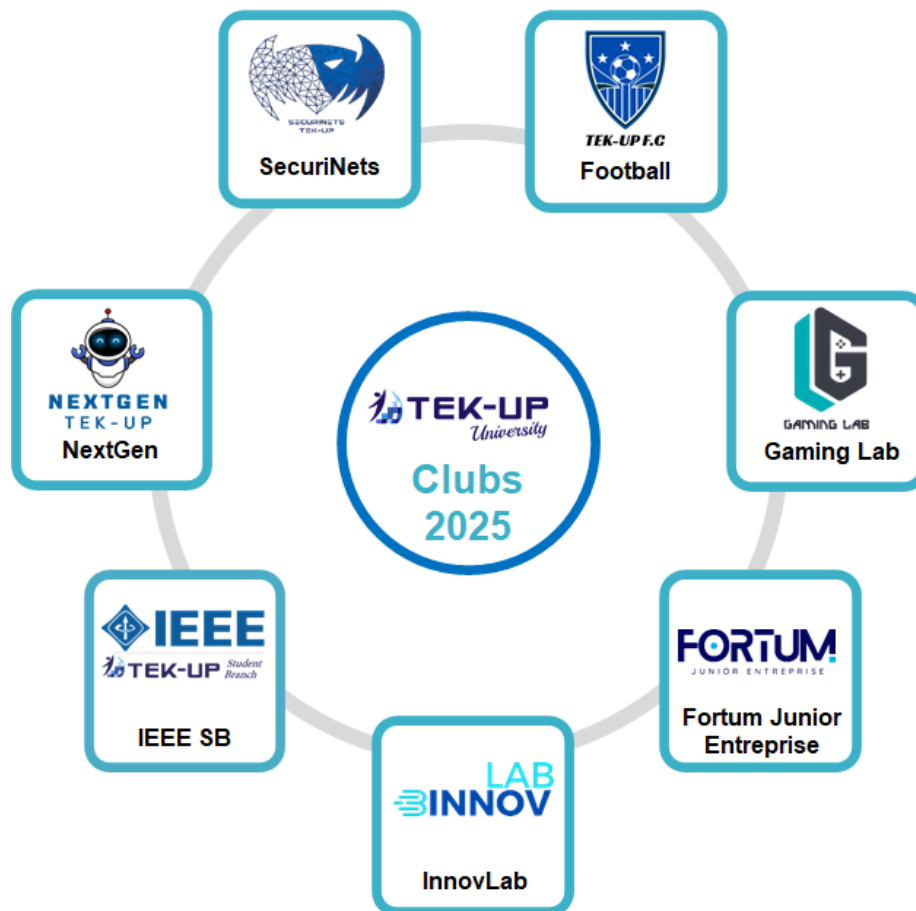 SECURINETS
TEK-UP
SecuriNets
TEK-UP F.C
Football
NEXTGEN
TEK-UP
NextGen
TEK-UP
University
Clubs
2025
GAMING LAB
Gaming Lab
IEEE
TEK-UP Student
Branch
IEEE SB
FORTUM
JUNIOR ENTREPRISE
Fortum Junior
Entreprise
LAB
INNOV
InnovLab